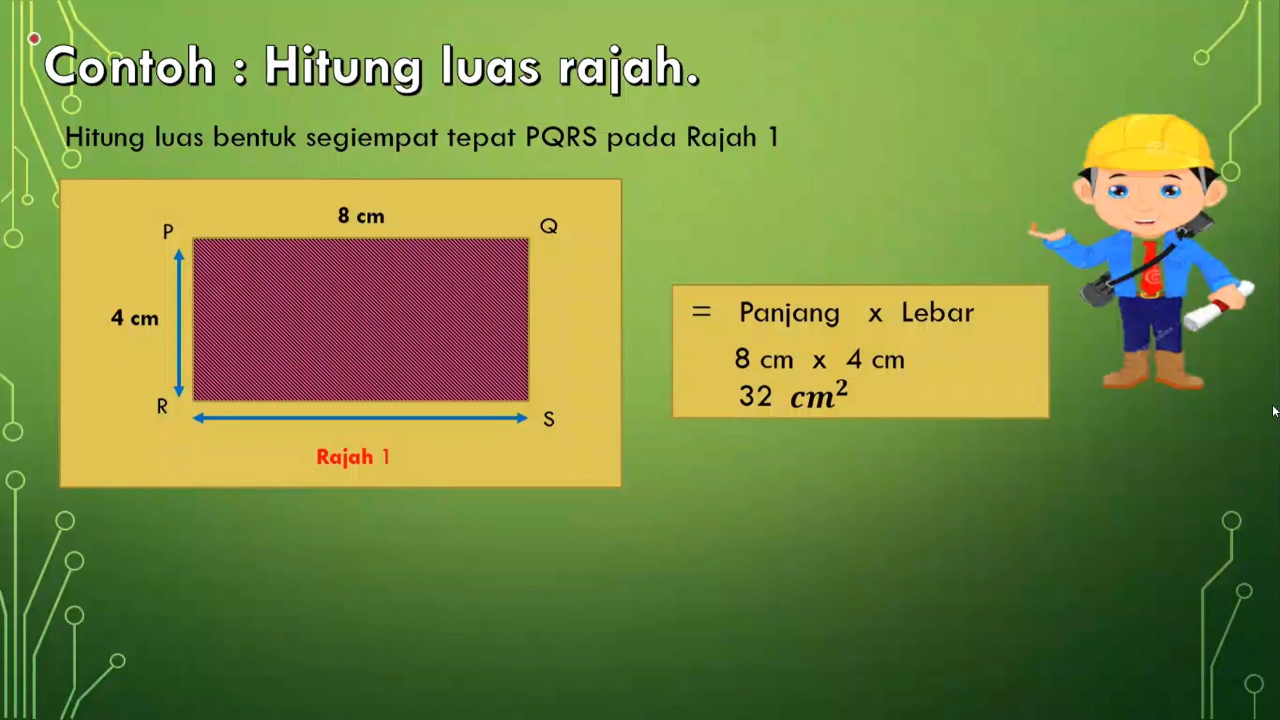 Contoh : Hitung luas rajah.
Hitung luas bentuk segiempat tepat PQRS pada Rajah 1
8 cm
P
Q
4 cm
R
S
Rajah 1
= Panjang x Lebar
8 cm x 4 cm
32 cm²